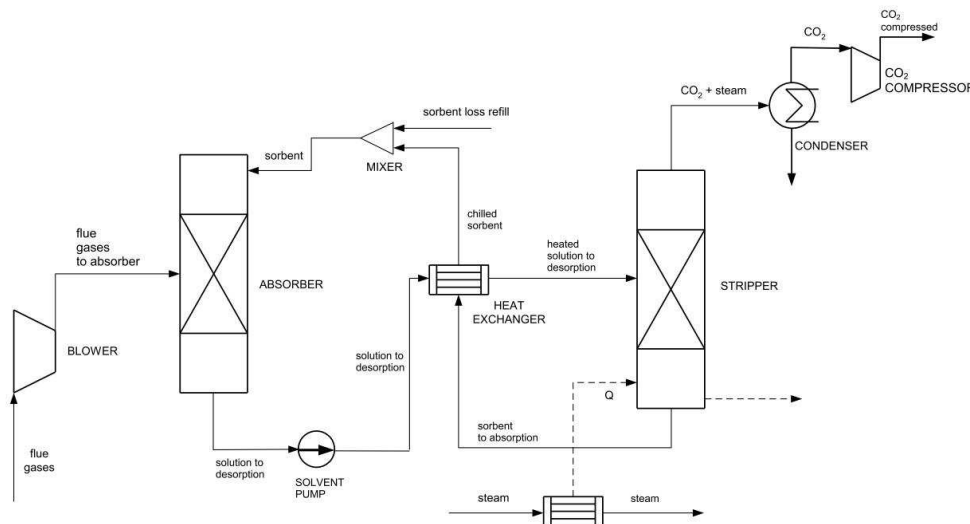 CO₂
compressed
CO₂
CO₂
COMPRESSOR
CO₂ + steam
CONDENSER
sorbent loss refill
sorbent
MIXER
chilled
sorbent
flue
gases
to absorber
heated
solution to
desorption
ABSORBER
HEAT
EXCHANGER
STRIPPER
BLOWER
solution to
desorption
Q
sorbent
to absorption
flue
gases
solution to
desorption
SOLVENT
PUMP
steam
steam